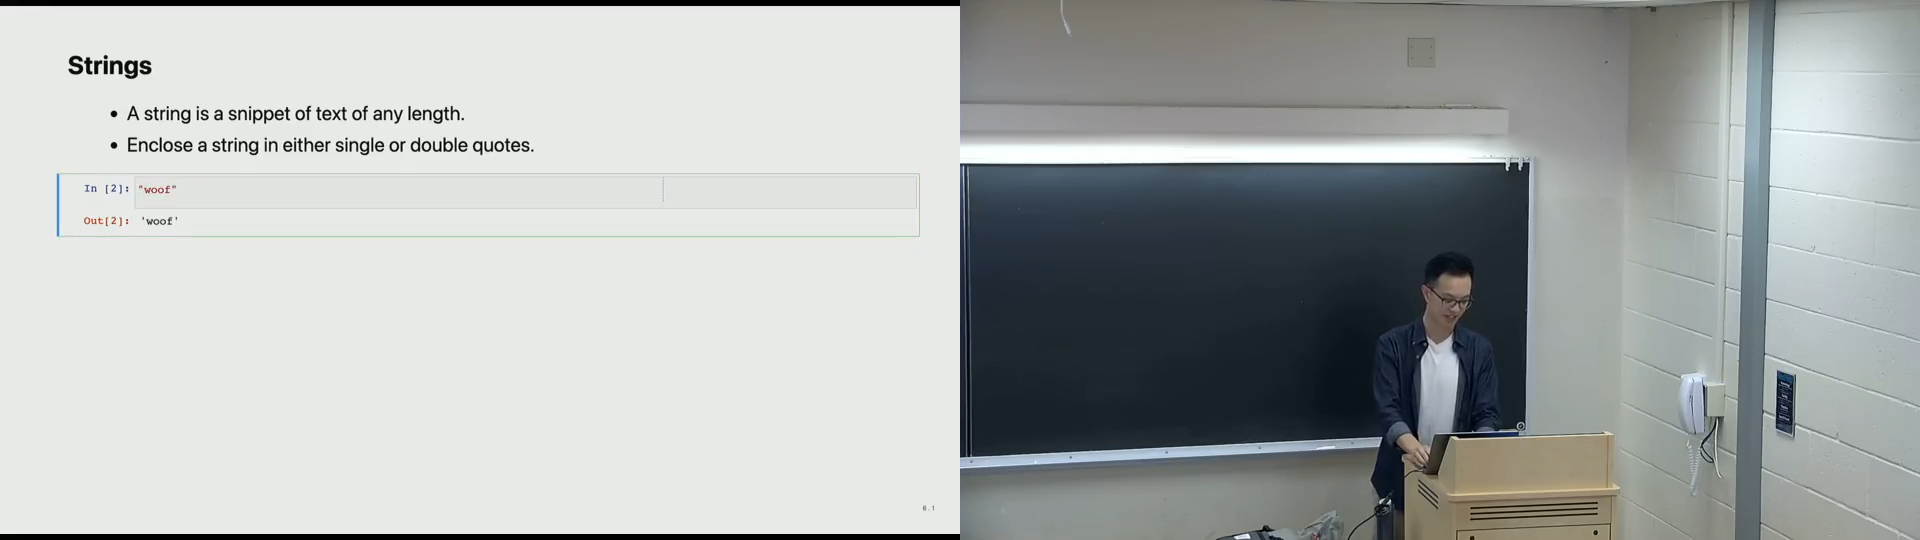 Strings
• A string is a snippet of text of any length.
• Enclose a string in either single or double quotes.
In [2]: "woof"
Out[2]: 'woof'
6.1